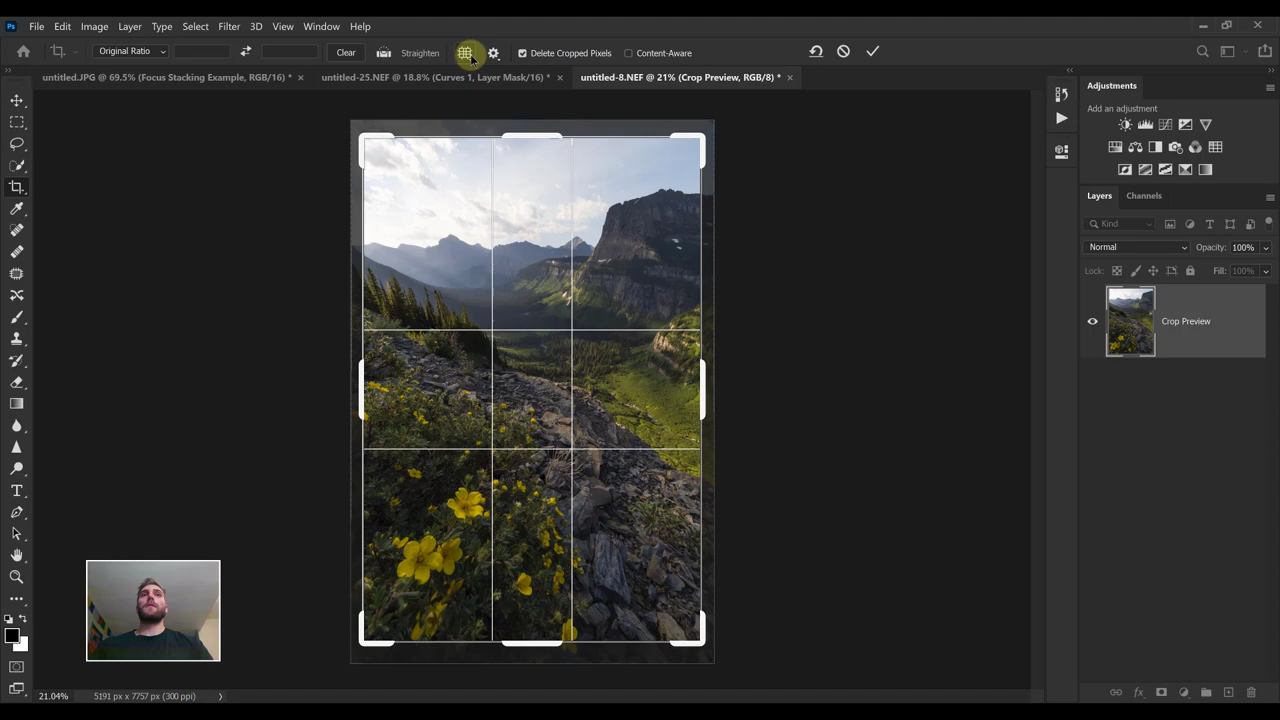 Ps File Edit Image Layer Type Select Filter 3D View Window Help
Original Ratio Clear Straighten Delete Cropped Pixels Content-Aware
untitled.JPG @ 69.5% (Focus Stacking Example, RGB/16) * untitled-25.NEF @ 18.8% (Curves 1, Layer Mask/16) * untitled-8.NEF @ 21% (Crop Preview, RGB/8) *
Adjustments
Add an adjustment
Layers Channels
Kind
Normal Opacity: 100%
Lock: Fill: 100%
Crop Preview
21.04% 5191 px x 7757 px (300 ppi)